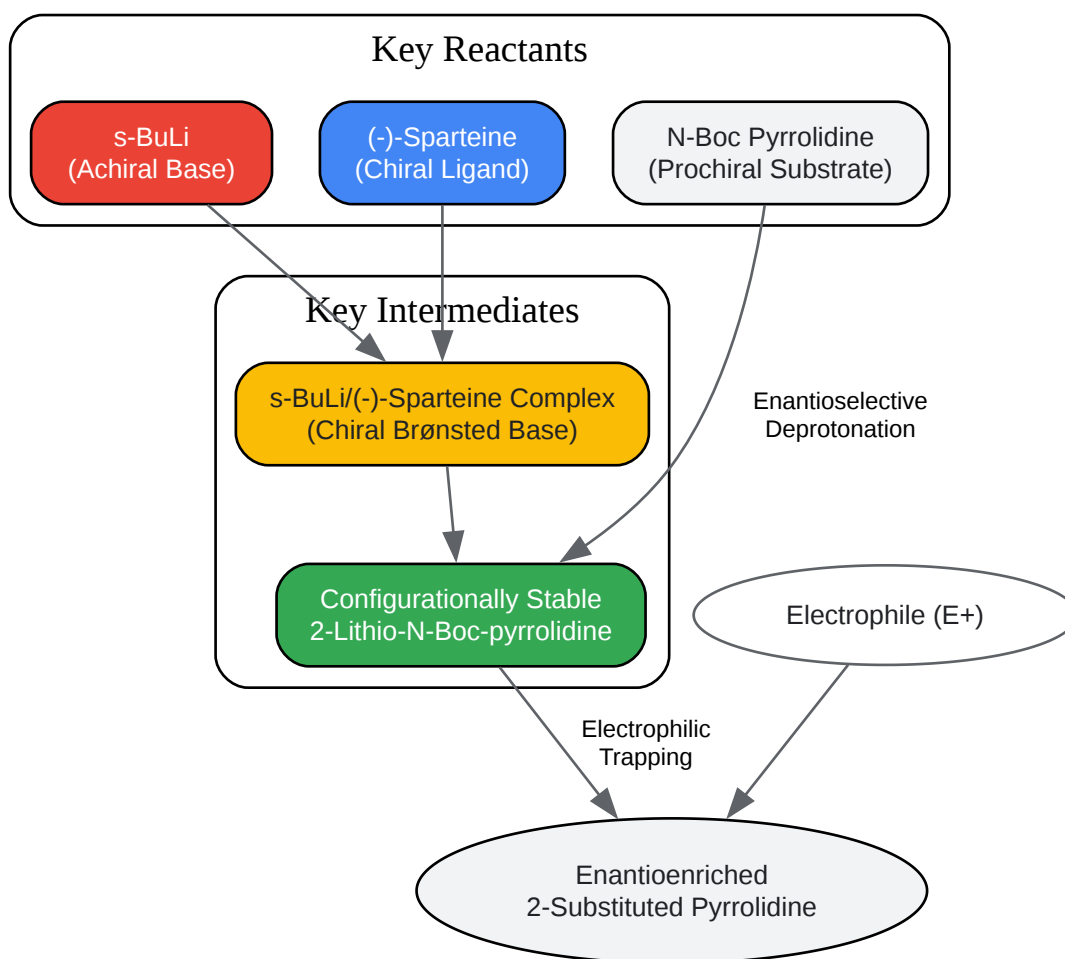 Key Reactants
s-BuLi
(Achiral Base)
(-)-Sparteine
(Chiral Ligand)
N-Boc Pyrrolidine
(Prochiral Substrate)
Key Intermediates
s-BuLi/(-)-Sparteine Complex
(Chiral Brønsted Base)
Enantioselective
Deprotonation
Configurationally Stable
2-Lithio-N-Boc-pyrrolidine
Electrophile (E+)
Electrophilic
Trapping
Enantioenriched
2-Substituted Pyrrolidine